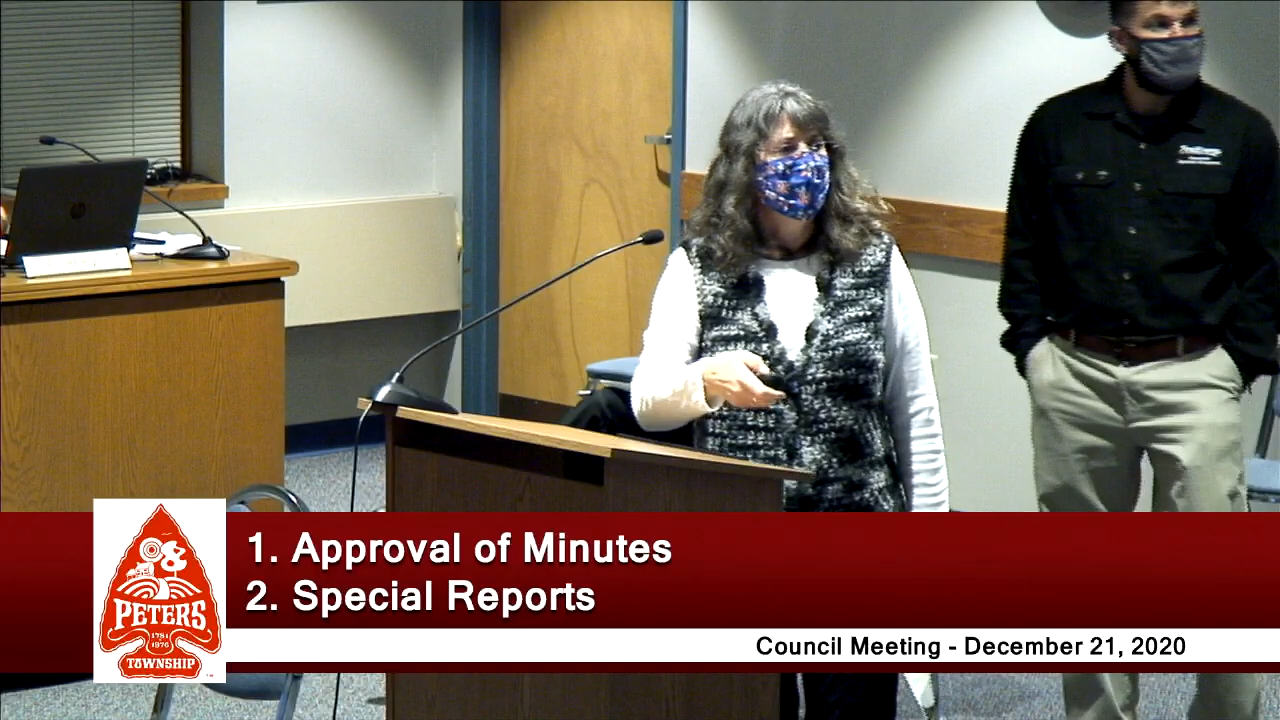 1. Approval of Minutes
2. Special Reports
PETERS
1781
1976
TOWNSHIP
Council Meeting - December 21, 2020